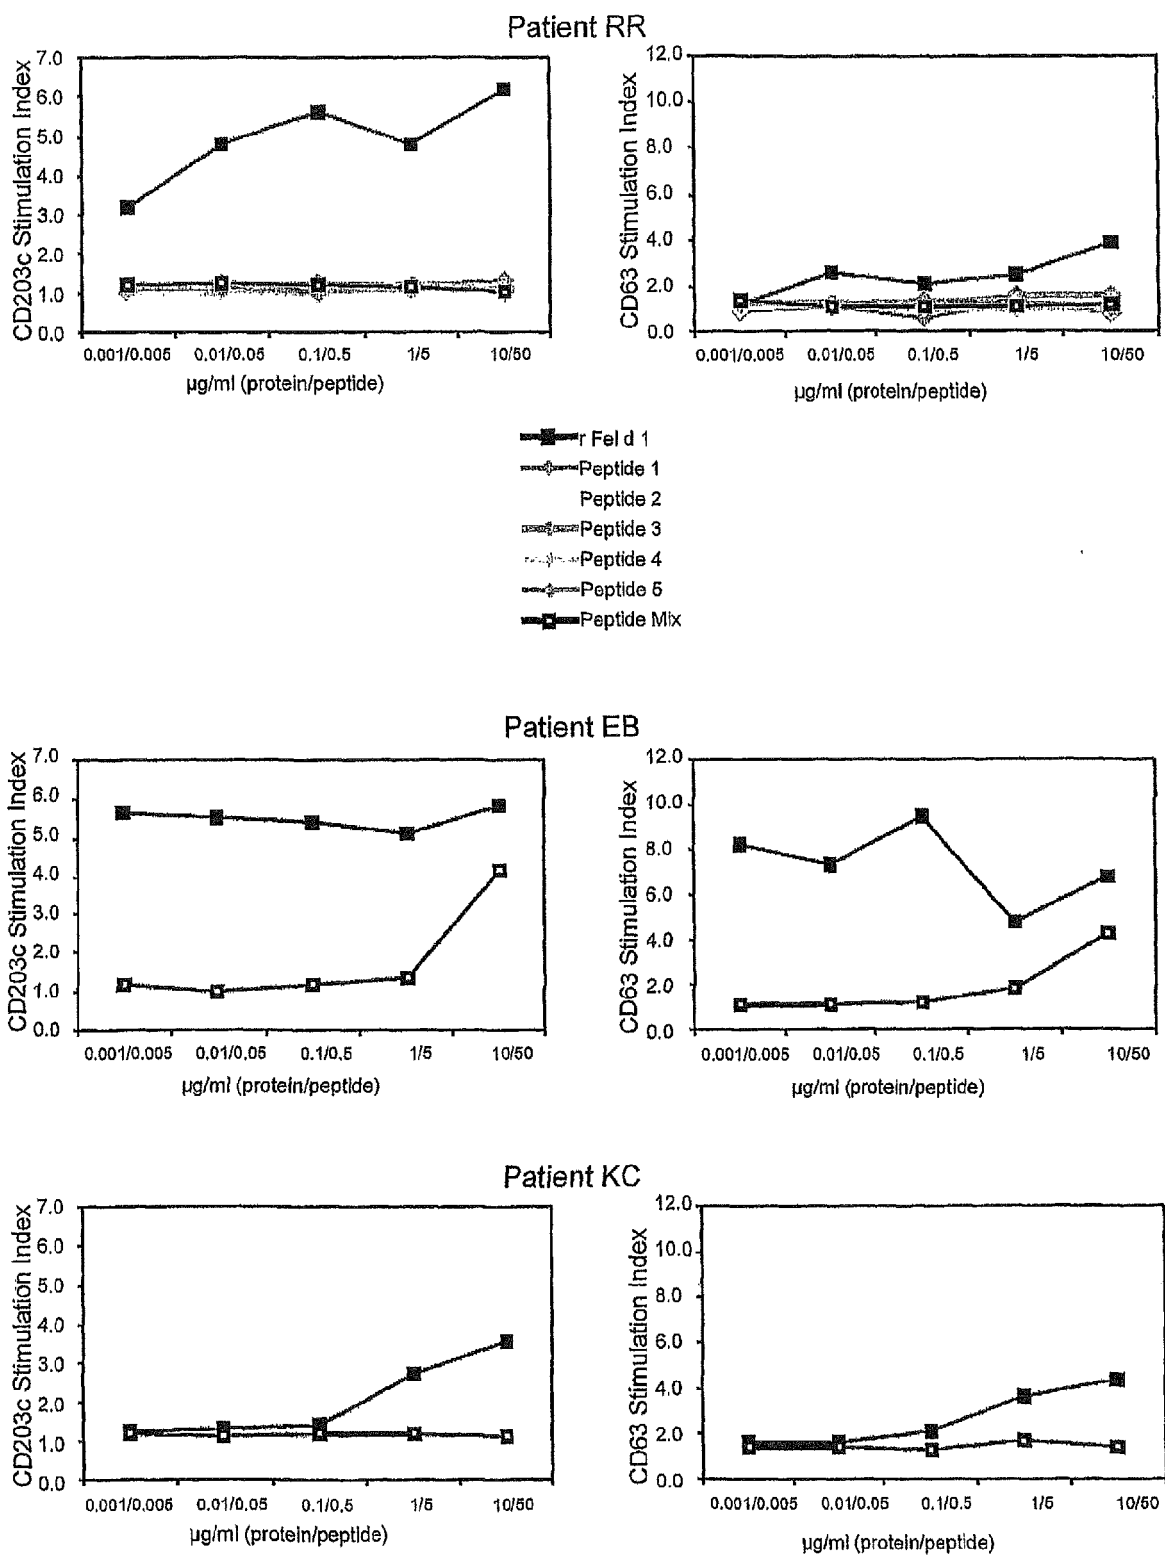 Patient RR
CD203c Stimulation Index
7.0
6.0
5.0
4.0
3.0
2.0
1.0
0.0
0.001/0.005 0.01/0.05 0.1/0.5 1/5 10/50
µg/ml (protein/peptide)
CD63 Stimulation Index
12.0
10.0
8.0
6.0
4.0
2.0
0.0
0.001/0.005 0.01/0.05 0.1/0.5 1/5 10/50
µg/ml (protein/peptide)
r Fel d 1
Peptide 1
Peptide 2
Peptide 3
Peptide 4
Peptide 5
Peptide Mix
Patient EB
CD203c Stimulation Index
7.0
6.0
5.0
4.0
3.0
2.0
1.0
0.0
0.001/0.005 0.01/0.05 0.1/0.5 1/5 10/50
µg/ml (protein/peptide)
CD63 Stimulation Index
12.0
10.0
8.0
6.0
4.0
2.0
0.0
0.001/0.005 0.01/0.05 0.1/0.5 1/5 10/50
µg/ml (protein/peptide)
Patient KC
CD203c Stimulation Index
7.0
6.0
5.0
4.0
3.0
2.0
1.0
0.0
0.001/0.005 0.01/0.05 0.1/0.5 1/5 10/50
µg/ml (protein/peptide)
CD63 Stimulation Index
12.0
10.0
8.0
6.0
4.0
2.0
0.0
0.001/0.005 0.01/0.05 0.1/0.5 1/5 10/50
µg/ml (protein/peptide)